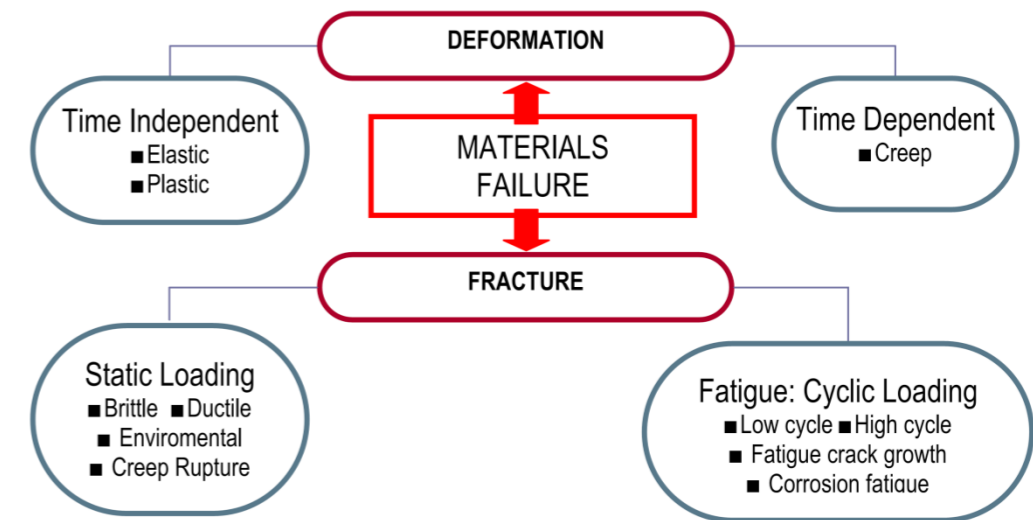 DEFORMATION
Time Independent
■ Elastic
■ Plastic
MATERIALS
FAILURE
Time Dependent
■ Creep
FRACTURE
Static Loading
■ Brittle ■ Ductile
■ Enviromental
■ Creep Rupture
Fatigue: Cyclic Loading
■ Low cycle ■ High cycle
■ Fatigue crack growth
■ Corrosion fatigue